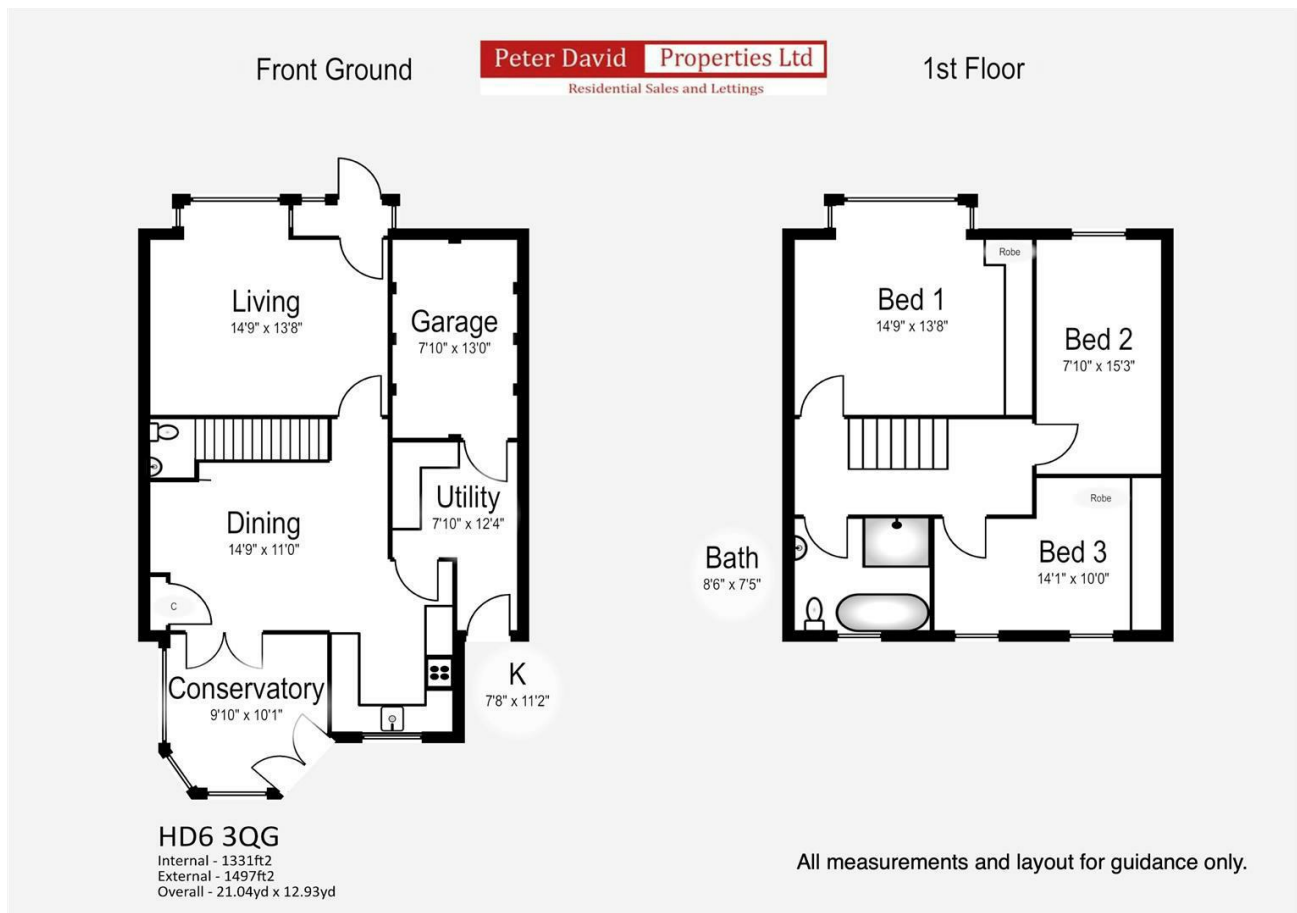 Front Ground
Peter David Properties Ltd
Residential Sales and Lettings
1st Floor
Living
14'9" x 13'8"
Garage
7'10" x 13'0"
Utility
7'10" x 12'4"
Dining
14'9" x 11'0"
C
Conservatory
9'10" x 10'1"
K
7'8" x 11'2"
Robe
Bed 1
14'9" x 13'8"
Bed 2
7'10" x 15'3"
Robe
Bed 3
14'1" x 10'0"
Bath
8'6" x 7'5"
HD6 3QG
Internal - 1331ft2
External - 1497ft2
Overall - 21.04yd x 12.93yd
All measurements and layout for guidance only.